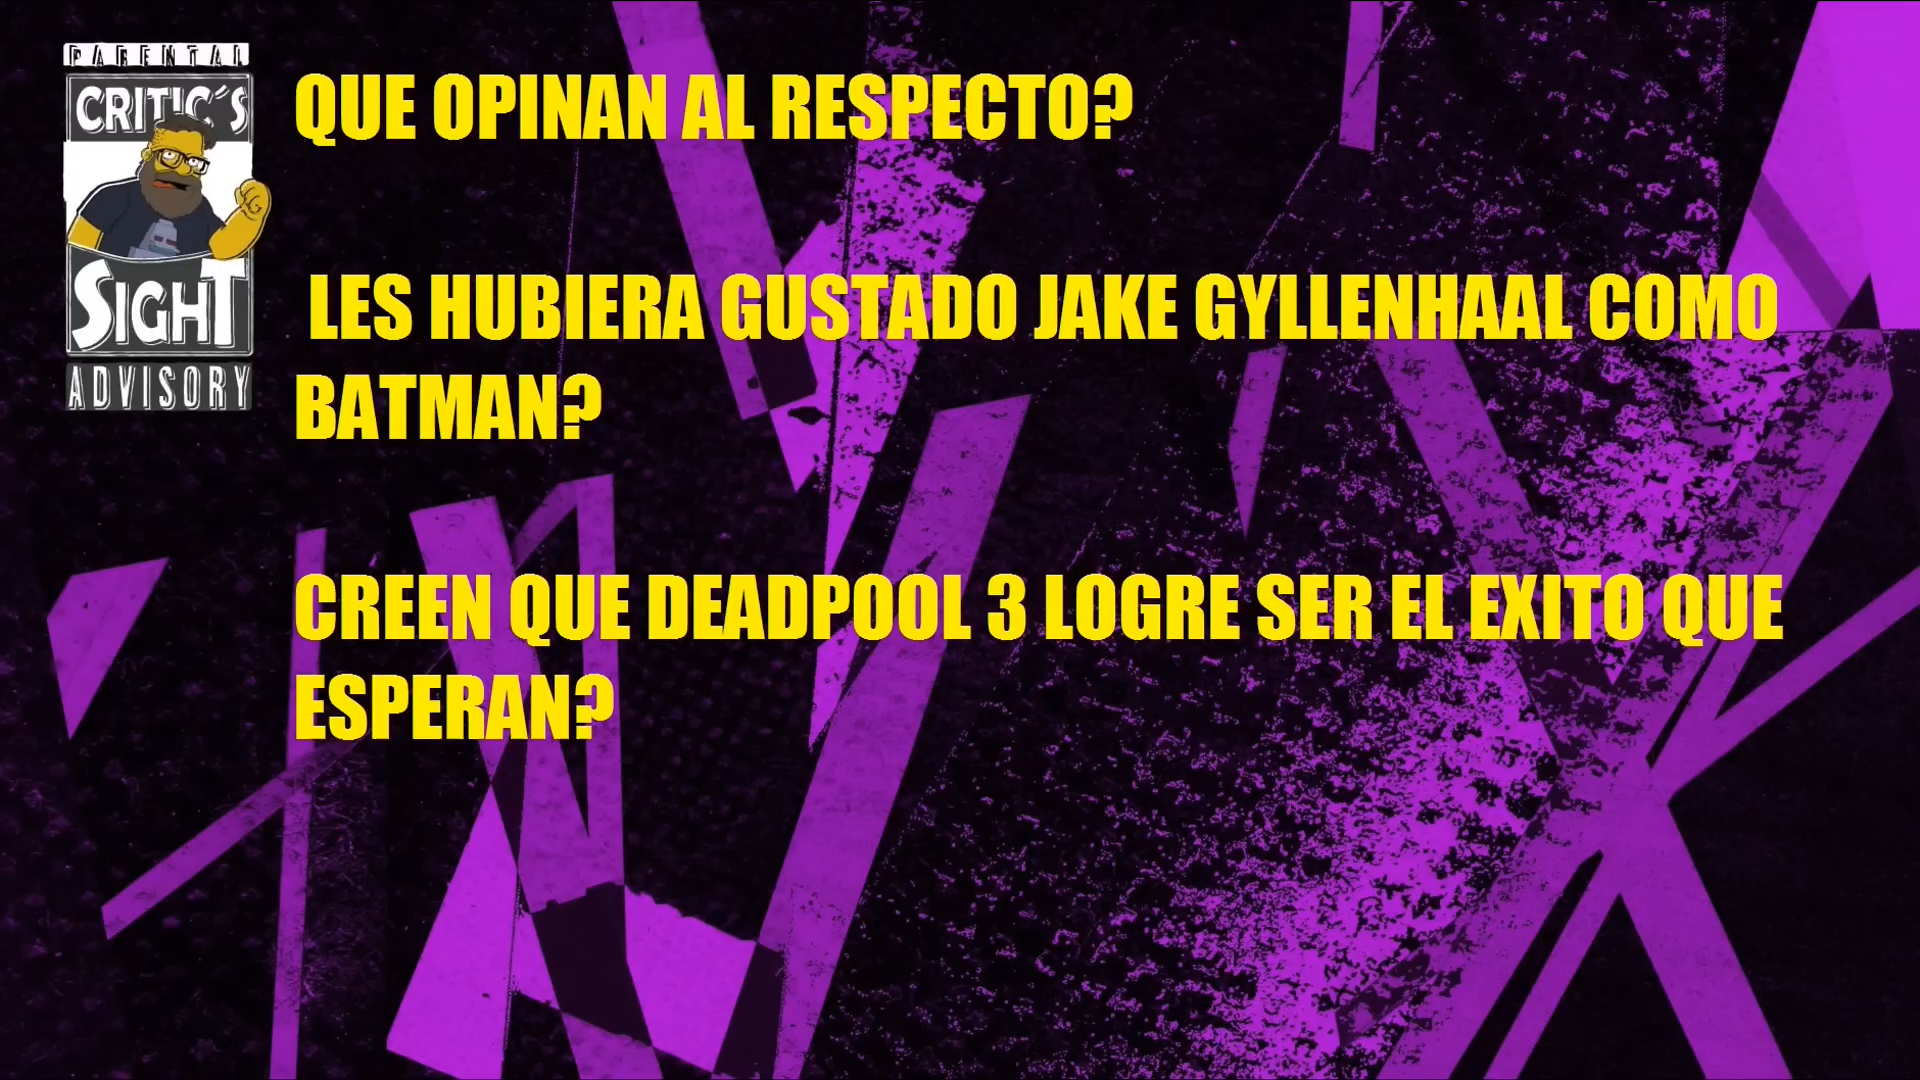 PARENTAL
CRITIC´S
SIGHT
ADVISORY
QUE OPINAN AL RESPECTO?
LES HUBIERA GUSTADO JAKE GYLLENHAAL COMO
BATMAN?
CREEN QUE DEADPOOL 3 LOGRE SER EL EXITO QUE
ESPERAN?